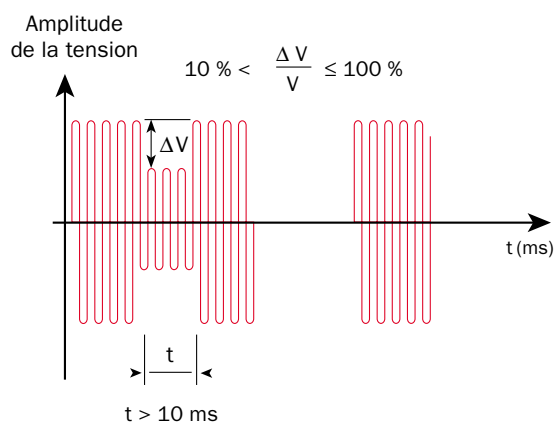 Amplitude
de la tension
10 % < ΔV/V ≤ 100 %
ΔV
t (ms)
t
t > 10 ms